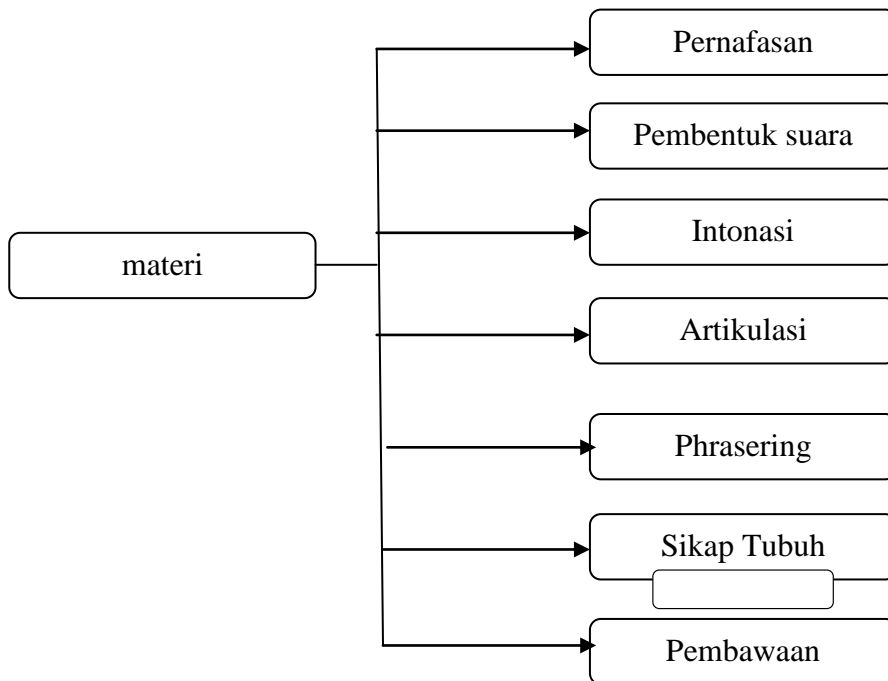 Pernafasan
Pembentuk suara
Intonasi
materi
Artikulasi
Phrasering
Sikap Tubuh
Pembawaan